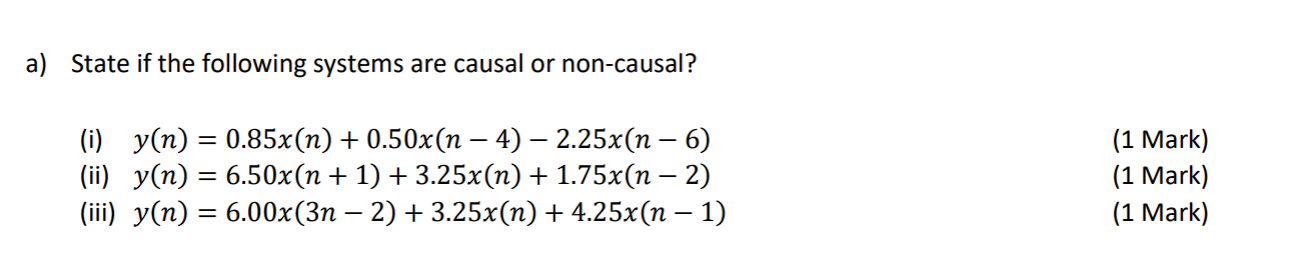 a) State if the following systems are causal or non-causal?
(i) y(n) = 0.85x(n) + 0.50x(n − 4) − 2.25x(n − 6) (1 Mark)
(ii) y(n) = 6.50x(n + 1) + 3.25x(n) + 1.75x(n − 2) (1 Mark)
(iii) y(n) = 6.00x(3n − 2) + 3.25x(n) + 4.25x(n − 1) (1 Mark)